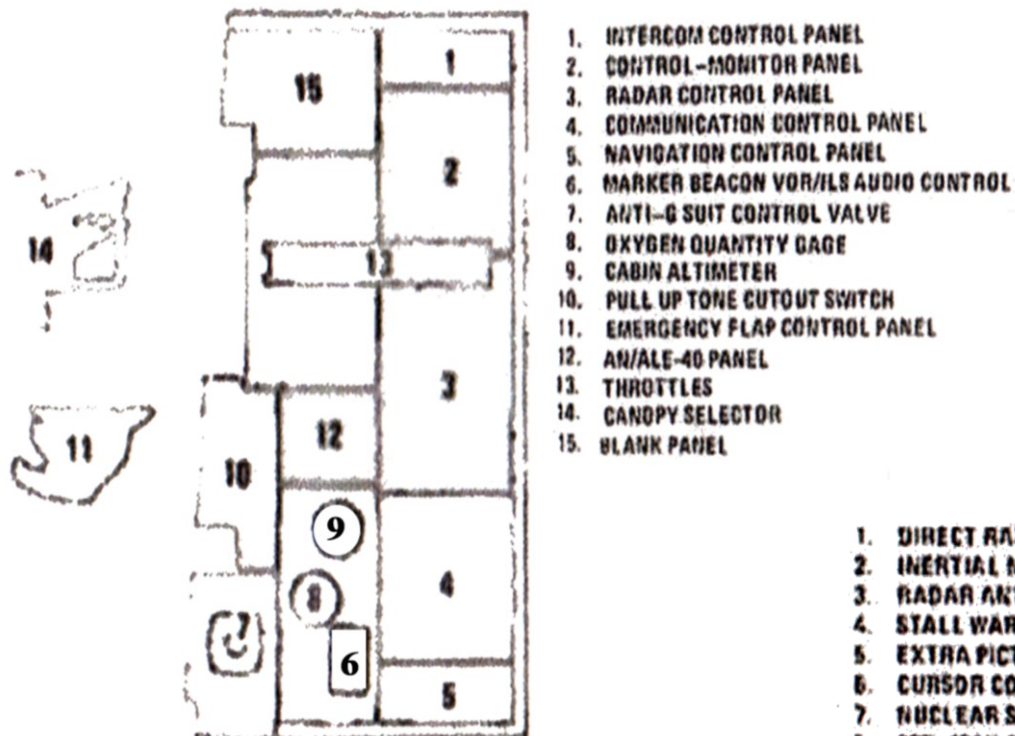 15
1
2
14
13
3
12
11
10
9
8
4
7
6
5
1. INTERCOM CONTROL PANEL
2. CONTROL-MONITOR PANEL
3. RADAR CONTROL PANEL
4. COMMUNICATION CONTROL PANEL
5. NAVIGATION CONTROL PANEL
6. MARKER BEACON VOR/ILS AUDIO CONTROL
7. ANTI-G SUIT CONTROL VALVE
8. OXYGEN QUANTITY GAGE
9. CABIN ALTIMETER
10. PULL UP TONE CUTOUT SWITCH
11. EMERGENCY FLAP CONTROL PANEL
12. AN/ALE-40 PANEL
13. THROTTLES
14. CANOPY SELECTOR
15. BLANK PANEL
1. DIRECT
2. INERTIAL
3. RADAR
4. STALL
5. EXTRA
6. CURSOR
7. NUCLEAR